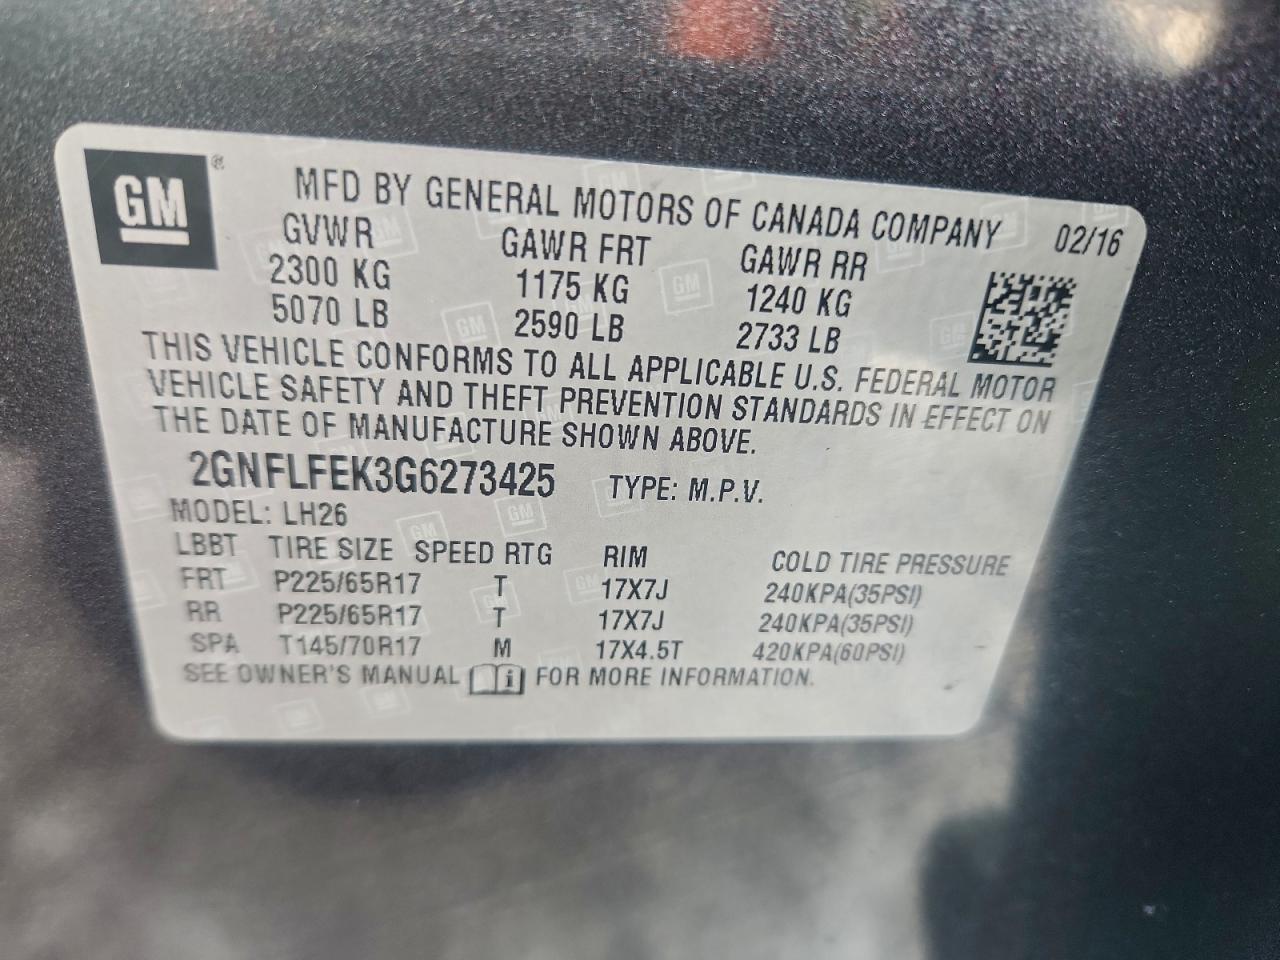 GM ®
MFD BY GENERAL MOTORS OF CANADA COMPANY 02/16
GVWR GAWR FRT GAWR RR
2300 KG 1175 KG 1240 KG
5070 LB 2590 LB 2733 LB
THIS VEHICLE CONFORMS TO ALL APPLICABLE U.S. FEDERAL MOTOR
VEHICLE SAFETY AND THEFT PREVENTION STANDARDS IN EFFECT ON
THE DATE OF MANUFACTURE SHOWN ABOVE.
2GNFLFEK3G6273425 TYPE: M.P.V.
MODEL: LH26
LBBT TIRE SIZE SPEED RTG RIM COLD TIRE PRESSURE
FRT P225/65R17 T 17X7J 240KPA(35PSI)
RR P225/65R17 T 17X7J 240KPA(35PSI)
SPA T145/70R17 M 17X4.5T 420KPA(60PSI)
SEE OWNER'S MANUAL i FOR MORE INFORMATION.